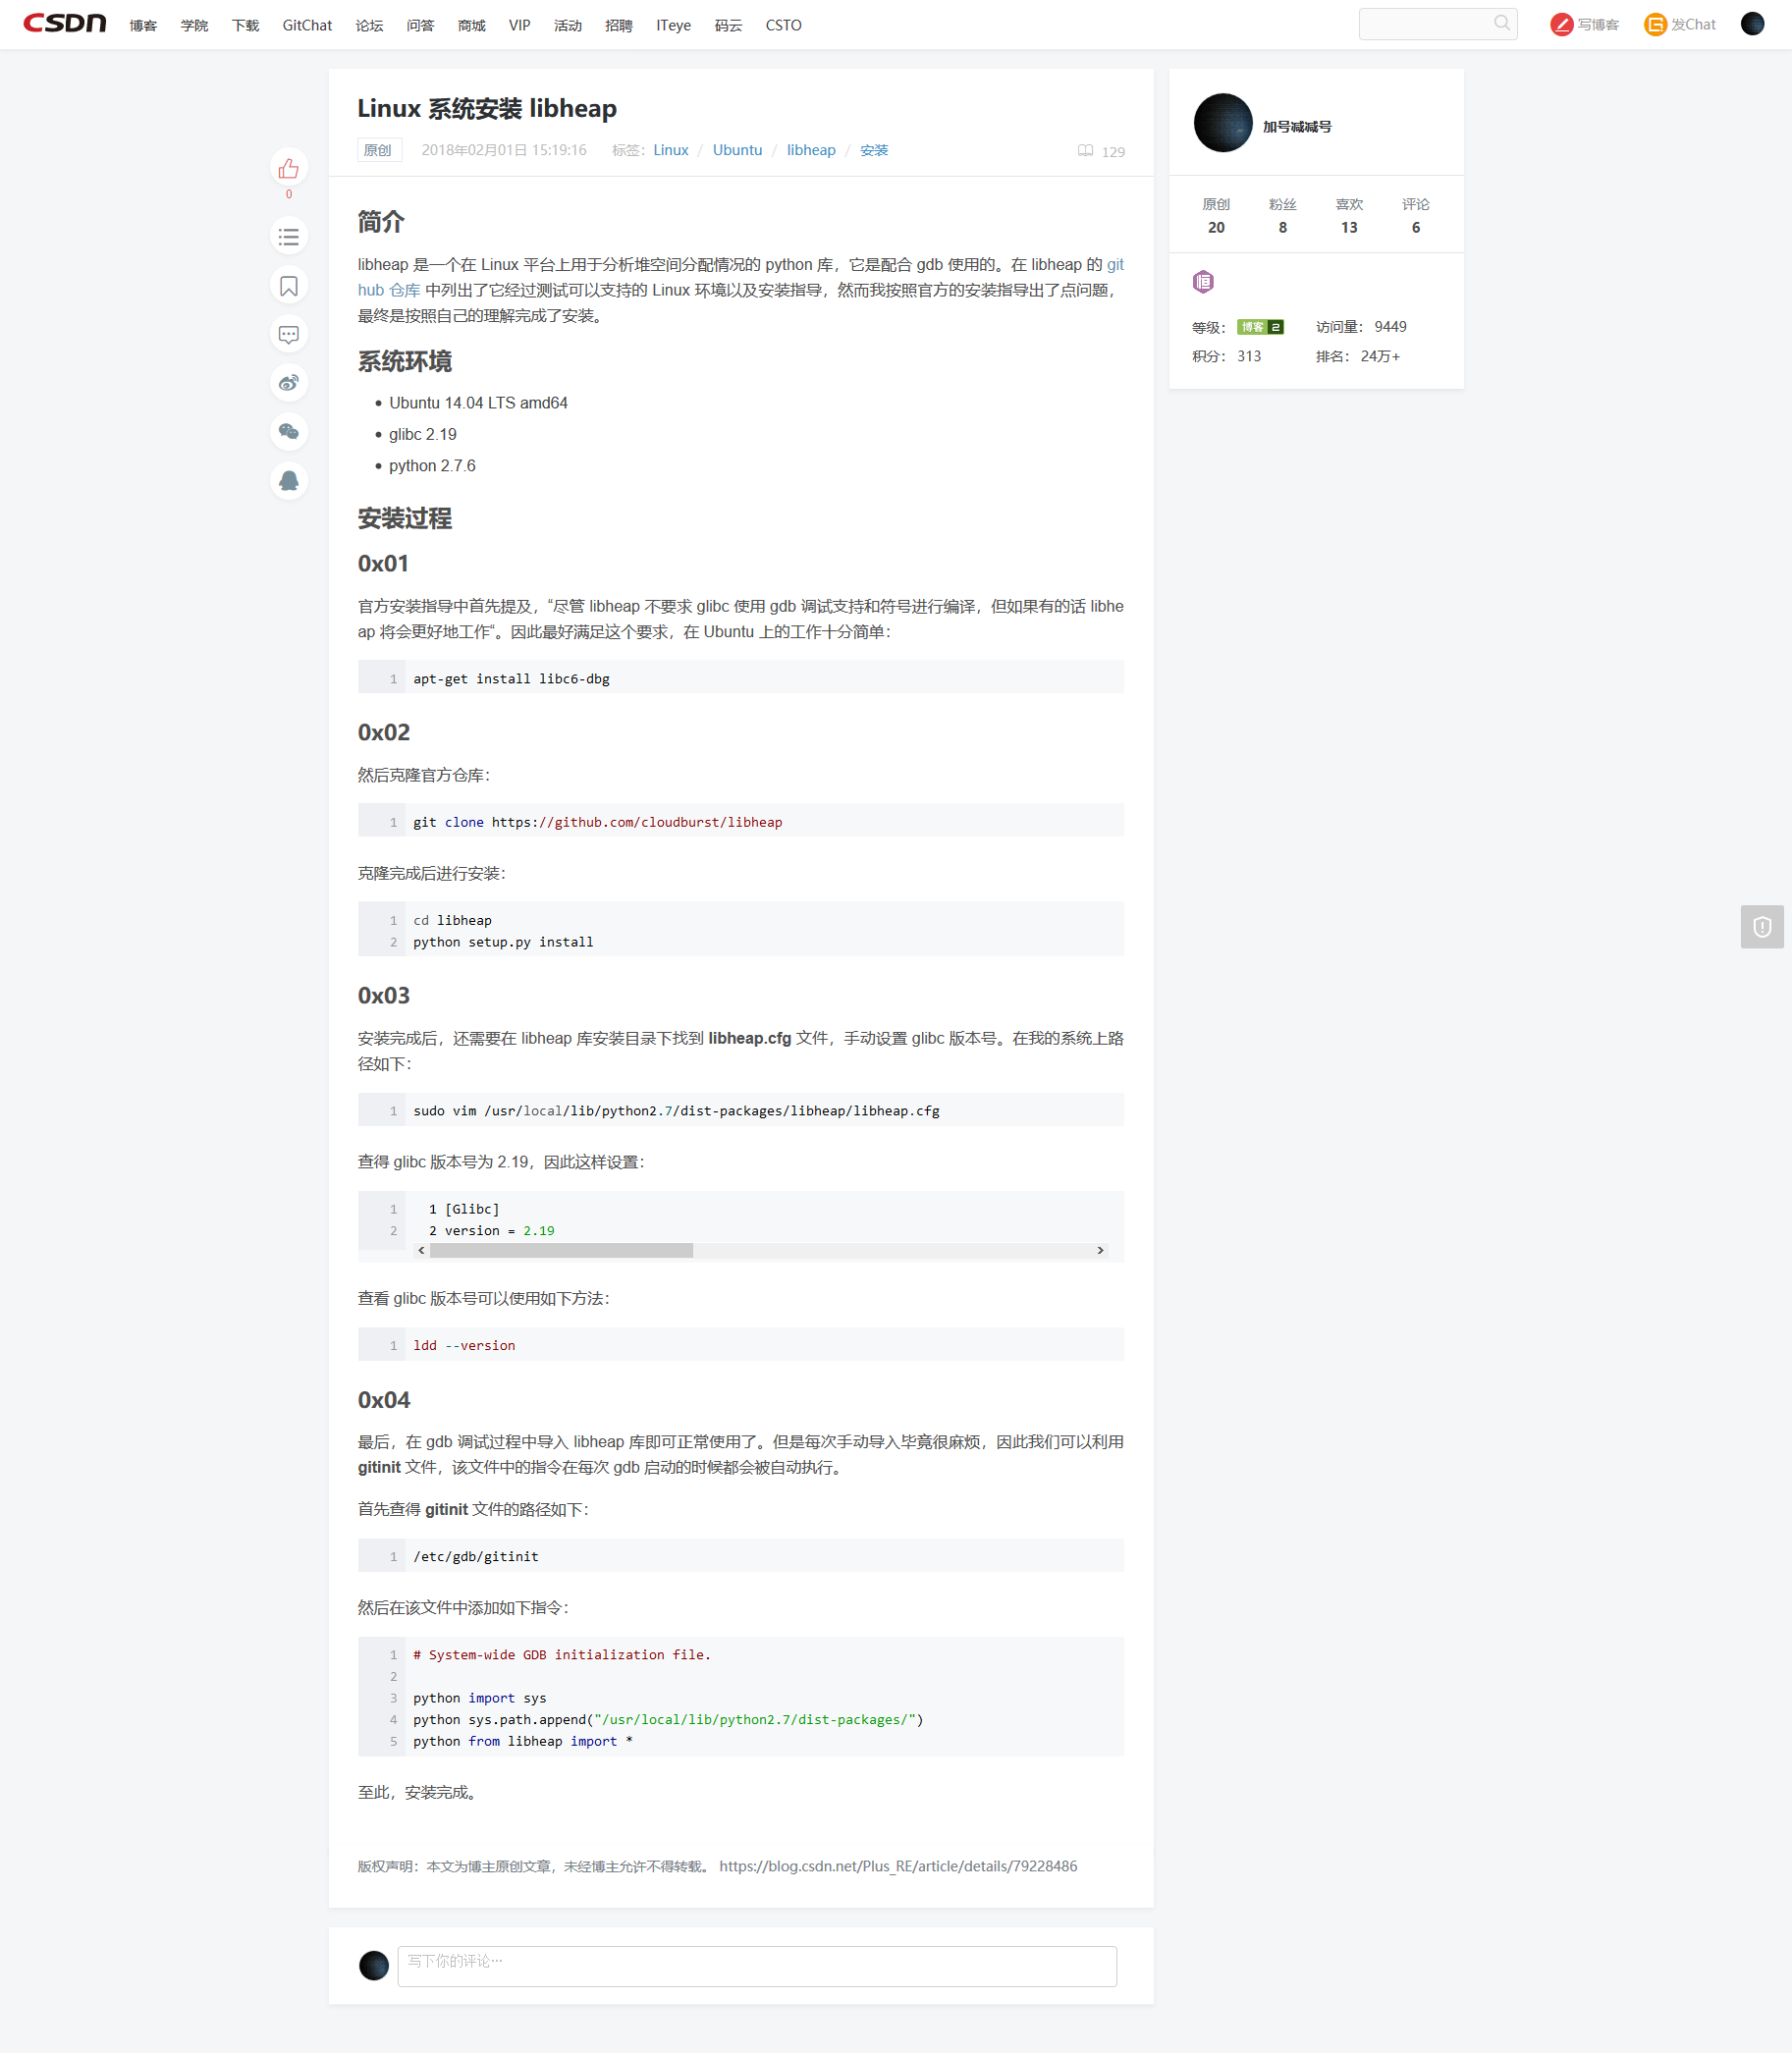 CSDN 博客 学院 下载 GitChat 论坛 问答 商城 VIP 活动 招聘 ITeye 码云 CSTO 写博客 发Chat
Linux 系统安装 libheap
原创 2018年02月01日 15:19:16 标签： Linux / Ubuntu / libheap / 安装 129
0
加号减减号
原创 粉丝 喜欢 评论
20 8 13 6
等级： 博客 2 访问量： 9449
积分： 313 排名： 24万+
简介
libheap 是一个在 Linux 平台上用于分析堆空间分配情况的 python 库，它是配合 gdb 使用的。在 libheap 的 git
hub 仓库 中列出了它经过测试可以支持的 Linux 环境以及安装指导，然而我按照官方的安装指导出了点问题，
最终是按照自己的理解完成了安装。
系统环境
• Ubuntu 14.04 LTS amd64
• glibc 2.19
• python 2.7.6
安装过程
0x01
官方安装指导中首先提及，“尽管 libheap 不要求 glibc 使用 gdb 调试支持和符号进行编译，但如果有的话 libhe
ap 将会更好地工作“。因此最好满足这个要求，在 Ubuntu 上的工作十分简单：
1 apt-get install libc6-dbg
0x02
然后克隆官方仓库：
1 git clone https://github.com/cloudburst/libheap
克隆完成后进行安装：
1 cd libheap
2 python setup.py install
0x03
安装完成后，还需要在 libheap 库安装目录下找到 libheap.cfg 文件，手动设置 glibc 版本号。在我的系统上路
径如下：
1 sudo vim /usr/local/lib/python2.7/dist-packages/libheap/libheap.cfg
查得 glibc 版本号为 2.19，因此这样设置：
1 1 [Glibc]
2 2 version = 2.19
查看 glibc 版本号可以使用如下方法：
1 ldd --version
0x04
最后，在 gdb 调试过程中导入 libheap 库即可正常使用了。但是每次手动导入毕竟很麻烦，因此我们可以利用
gitinit 文件，该文件中的指令在每次 gdb 启动的时候都会被自动执行。
首先查得 gitinit 文件的路径如下：
1 /etc/gdb/gitinit
然后在该文件中添加如下指令：
1 # System-wide GDB initialization file.
2
3 python import sys
4 python sys.path.append("/usr/local/lib/python2.7/dist-packages/")
5 python from libheap import *
至此，安装完成。
版权声明：本文为博主原创文章，未经博主允许不得转载。 https://blog.csdn.net/Plus_RE/article/details/79228486
写下你的评论…